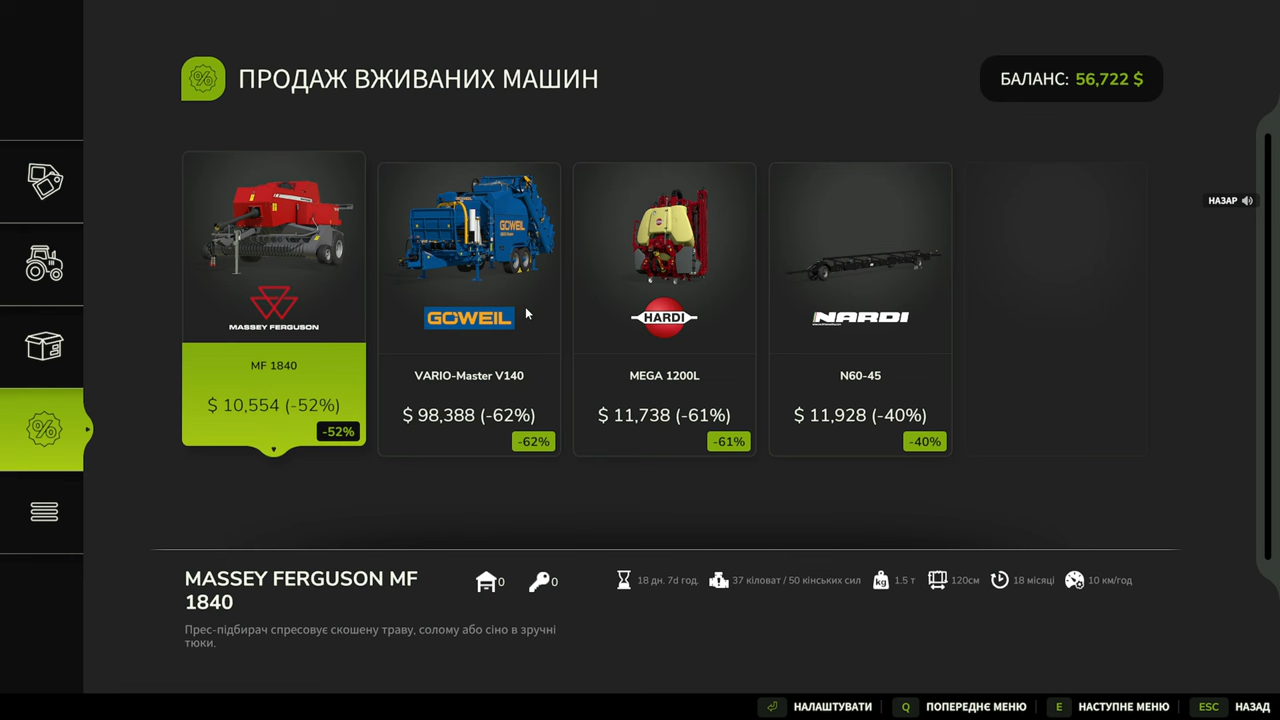 ПРОДАЖ ВЖИВАНИХ МАШИН
БАЛАНС: 56,722 $
НАЗАР
MASSEY FERGUSON
MF 1840
$ 10,554 (-52%)
-52%
GOWEIL
GÖWEIL
VARIO-Master V140
$ 98,388 (-62%)
-62%
HARDI
MEGA 1200L
$ 11,738 (-61%)
-61%
NARDI
N60-45
$ 11,928 (-40%)
-40%
MASSEY FERGUSON MF
1840
0
0
18 дн. 7d год.
37 кіловат / 50 кінських сил
kg
1.5 т
120см
18 місяці
10 км/год
Прес-підбирач спресовує скошену траву, солому або сіно в зручні
тюки.
НАЛАШТУВАТИ
Q
ПОПЕРЕДНЄ МЕНЮ
E
НАСТУПНЕ МЕНЮ
ESC
НАЗАД